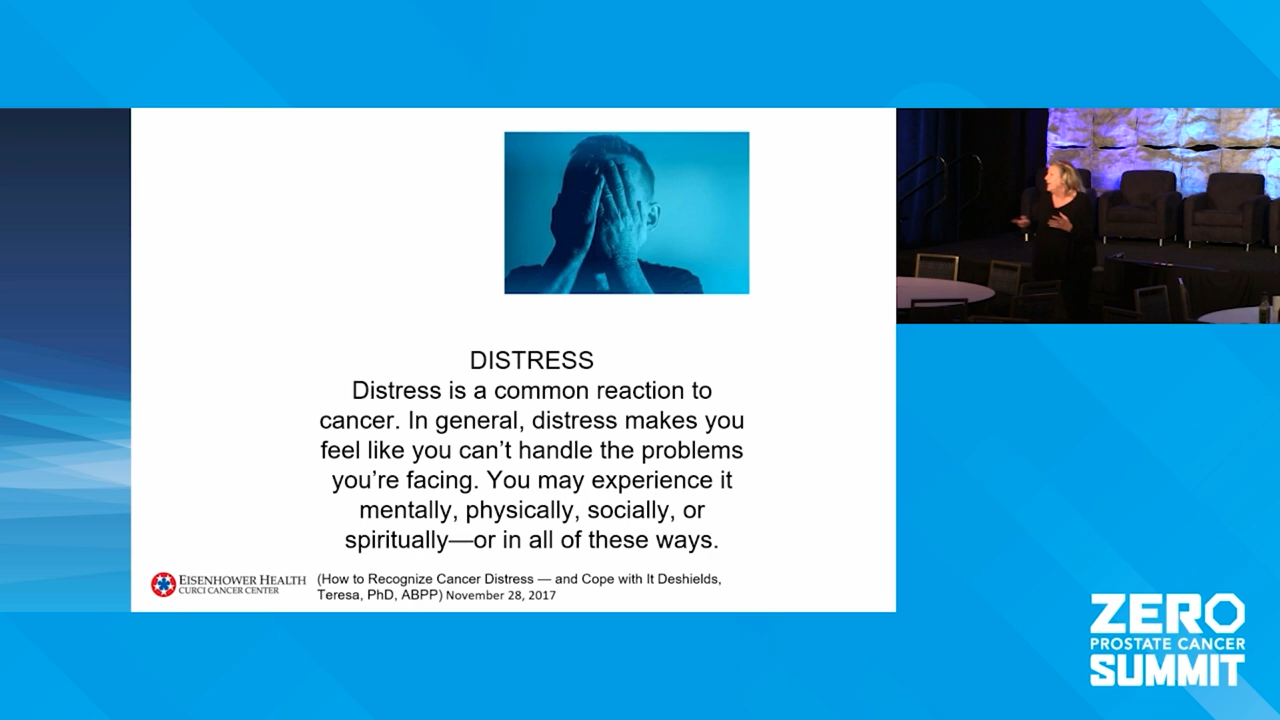 DISTRESS
Distress is a common reaction to
cancer. In general, distress makes you
feel like you can’t handle the problems
you’re facing. You may experience it
mentally, physically, socially, or
spiritually—or in all of these ways.
EISENHOWER HEALTH
CURCI CANCER CENTER
(How to Recognize Cancer Distress — and Cope with It Deshields,
Teresa, PhD, ABPP) November 28, 2017
ZERO
PROSTATE CANCER
SUMMIT